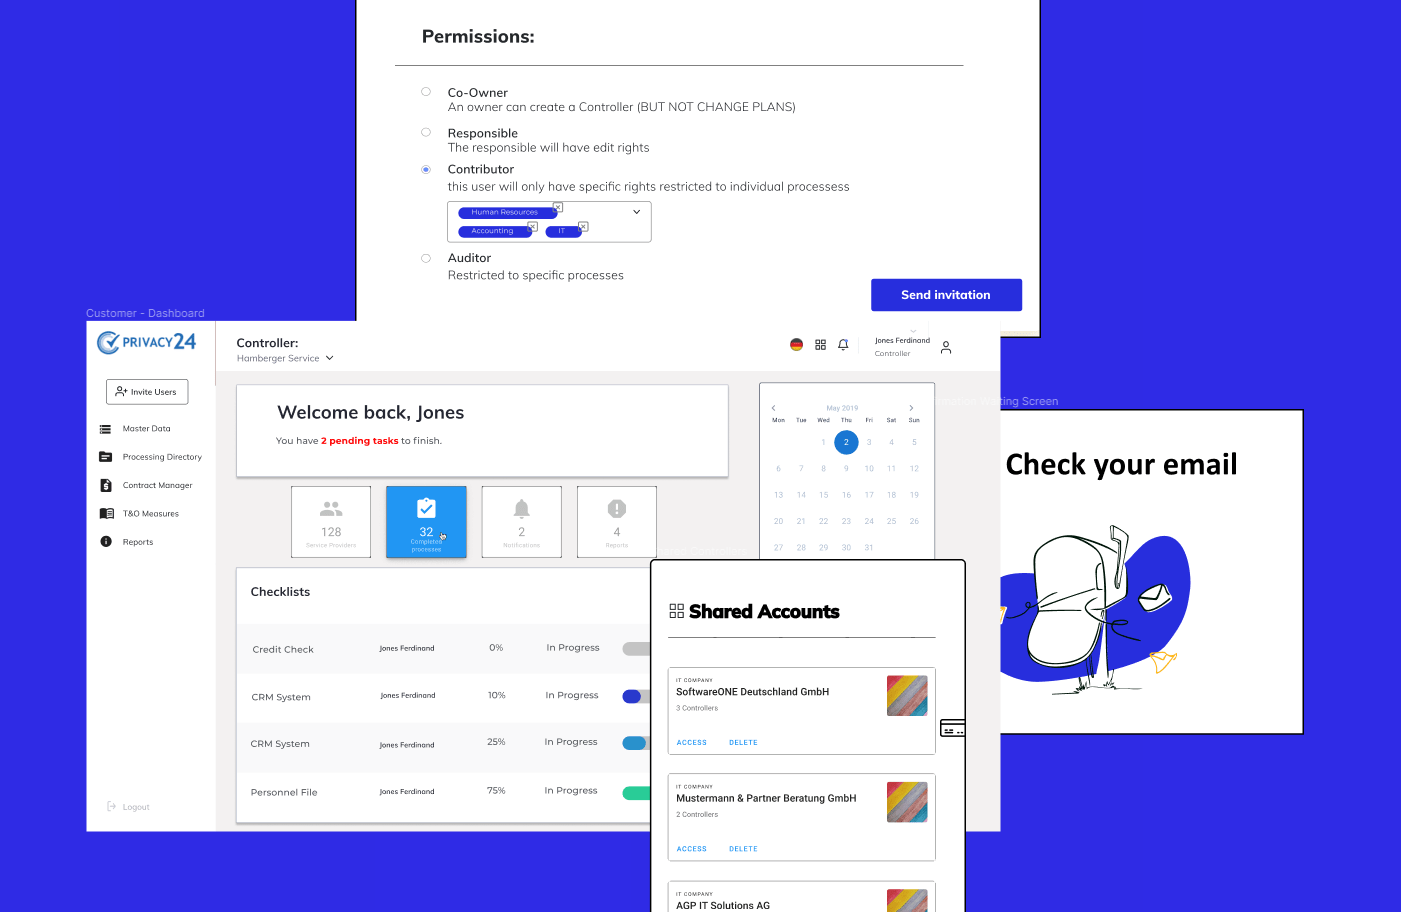 Permissions:
Co-Owner
An owner can create a Controller (BUT NOT CHANGE PLANS)
Responsible
The responsible will have edit rights
Contributor
this user will only have specific rights restricted to individual processess
Human Resources
Accounting
IT
Auditor
Restricted to specific processes
Send invitation
Customer - Dashboard
PRIVACY24
Invite Users
Master Data
Processing Directory
Contract Manager
T&O Measures
Reports
Logout
Controller:
Hamberger Service
Jones Ferdinand
Controller
Welcome back, Jones
You have 2 pending tasks to finish.
128
Service Providers
32
Completed
processes
2
Notifications
4
Reports
May 2019
Mon Tue Wed Thu Fri Sat Sun
1 2 3 4 5
6 7 8 9 10 11 12
13 14 15 16 17 18 19
20 21 22 23 24 25 26
27 28 29 30 31
Checklists
Credit Check Jones Ferdinand 0% In Progress
CRM System Jones Ferdinand 10% In Progress
CRM System Jones Ferdinand 25% In Progress
Personnel File Jones Ferdinand 75% In Progress
Shared Accounts
IT COMPANY
SoftwareONE Deutschland GmbH
3 Controllers
ACCESS DELETE
IT COMPANY
Mustermann & Partner Beratung GmbH
2 Controllers
ACCESS DELETE
IT COMPANY
AGP IT Solutions AG
Screen
Check your email